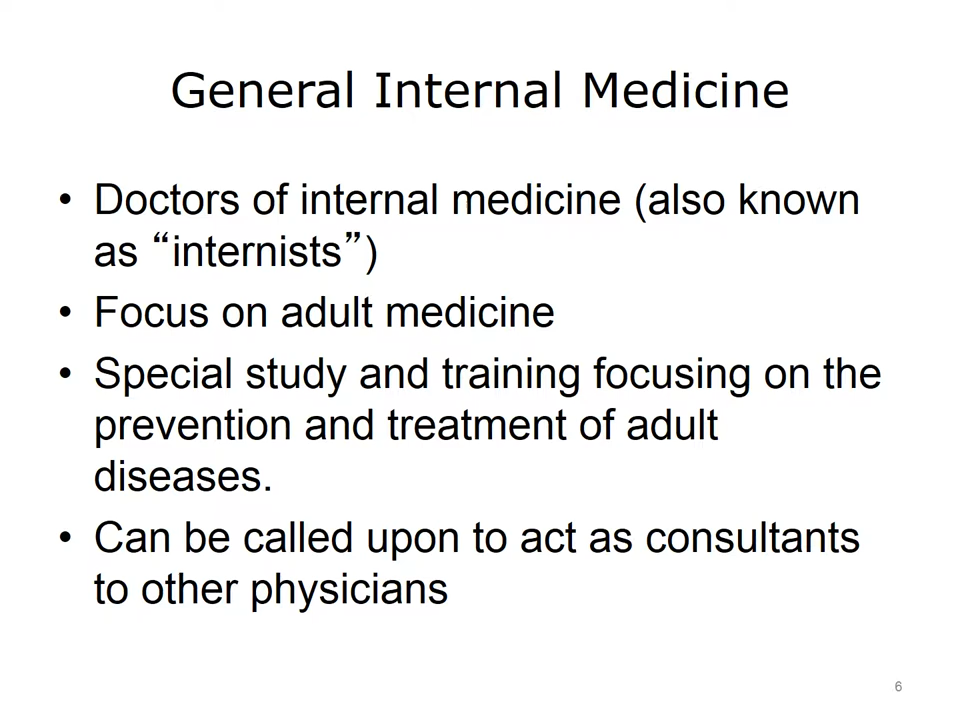 General Internal Medicine
• Doctors of internal medicine (also known
as “internists”)
• Focus on adult medicine
• Special study and training focusing on the
prevention and treatment of adult
diseases.
• Can be called upon to act as consultants
to other physicians
6